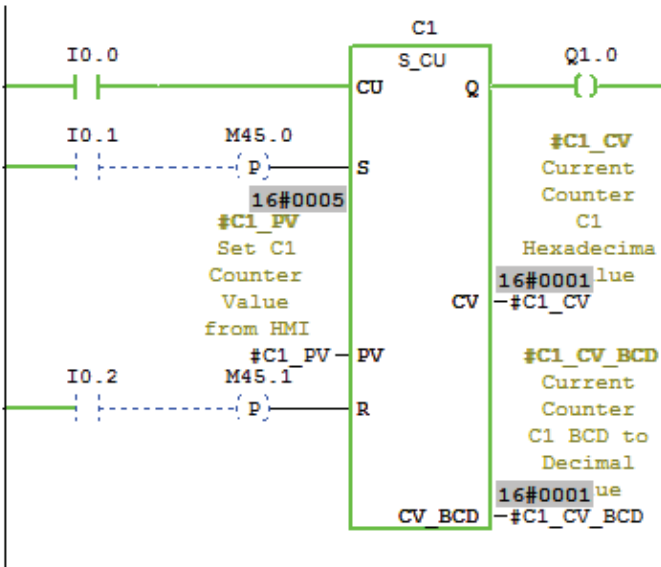 C1
I0.0
S_CU
Q1.0
CU
Q
I0.1
M45.0
P
S
16#0005
#C1_PV
Set C1
Counter
Value
from HMI
#C1_PV
PV
#C1_CV
Current
Counter
C1
Hexadecima
16#0001 lue
CV
#C1_CV
I0.2
M45.1
P
R
#C1_CV_BCD
Current
Counter
C1 BCD to
Decimal
16#0001 ue
CV_BCD
#C1_CV_BCD